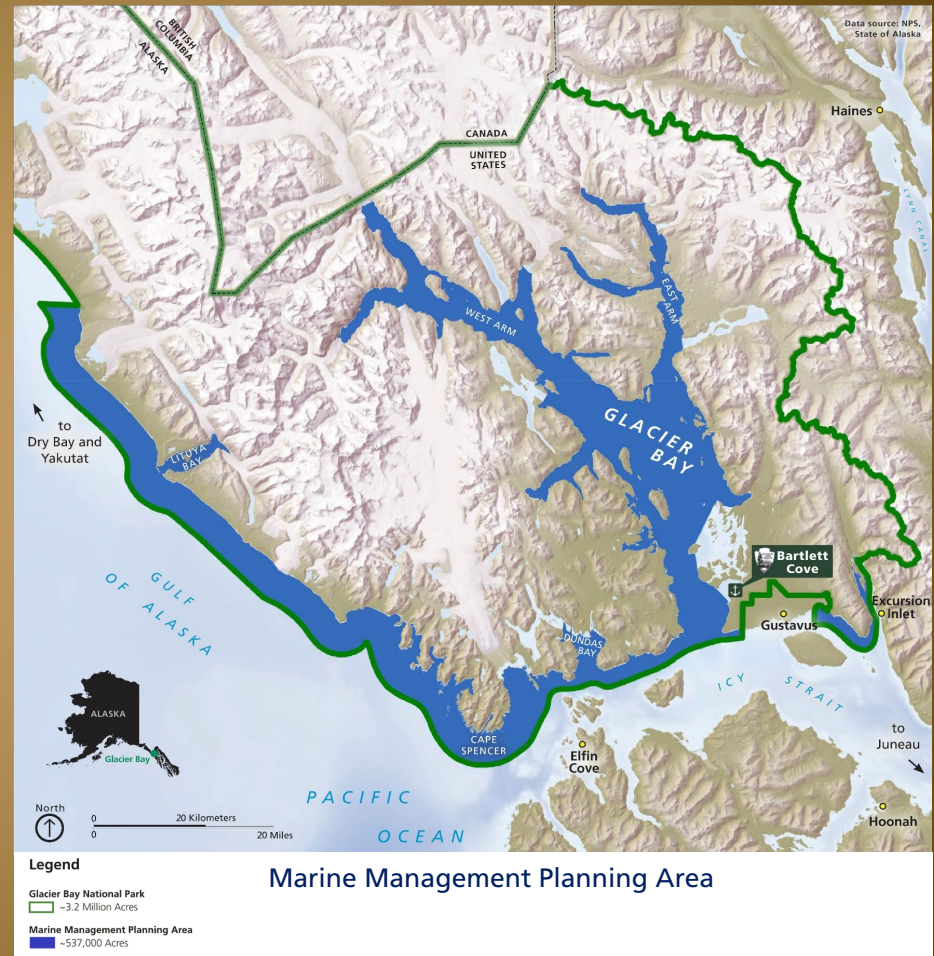 Data source: NPS,
State of Alaska
BRITISH
COLUMBIA
ALASKA
Haines
CANADA
UNITED
STATES
LYNN CANAL
EAST ARM
WEST ARM
GLACIER
BAY
to
Dry Bay and
Yakutat
LITUYA
BAY
Bartlett
Cove
GULF
OF ALASKA
Excursion
Inlet
Gustavus
DUNDAS
BAY
ICY STRAIT
ALASKA
Glacier Bay
CAPE
SPENCER
to
Juneau
Elfin
Cove
PACIFIC
OCEAN
Hoonah
North
0 20 Kilometers
0 20 Miles
Legend
Marine Management Planning Area
Glacier Bay National Park
~3.2 Million Acres
Marine Management Planning Area
~537,000 Acres